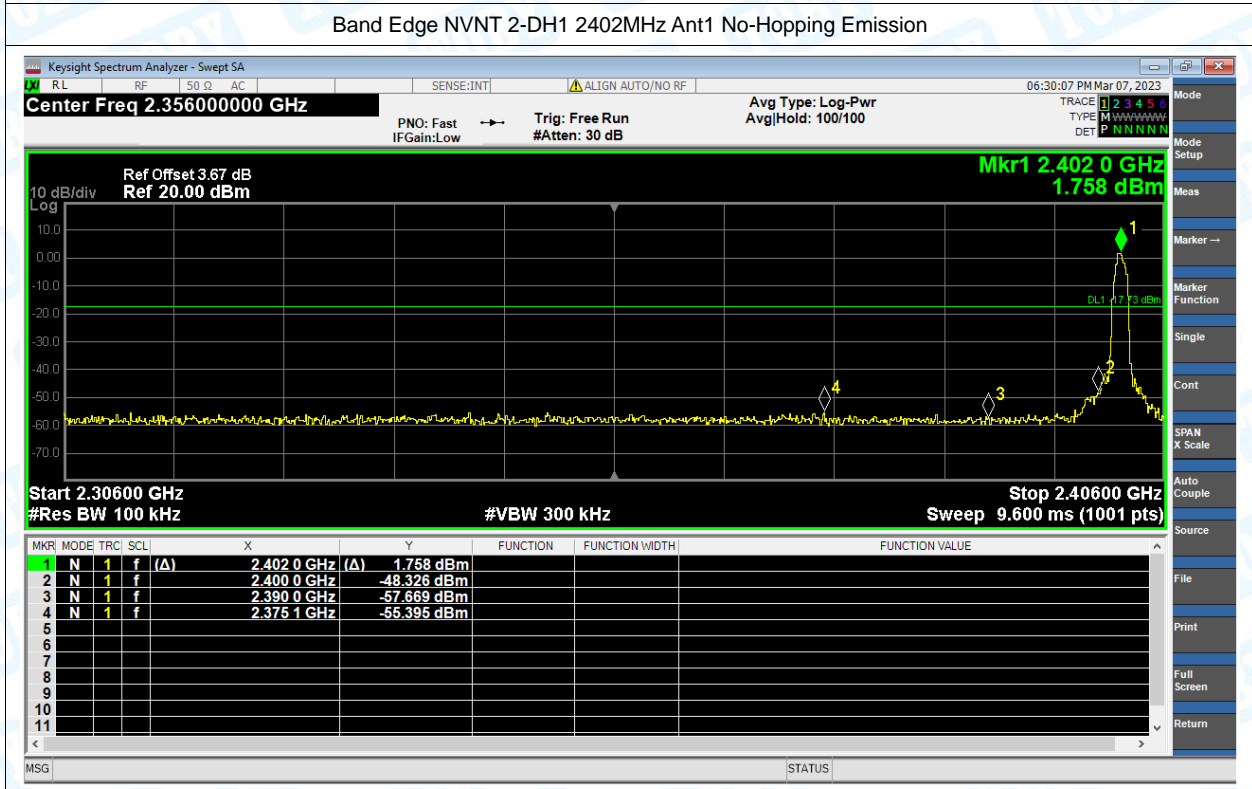 Band Edge NVNT 2-DH1 2402MHz Ant1 No-Hopping Emission
Keysight Spectrum Analyzer - Swept SA
LXI RL RF 50 Ω AC SENSE:INT ALIGN AUTO/NO RF 06:30:07 PM Mar 07, 2023
Center Freq 2.356000000 GHz
PNO: Fast
IFGain:Low
Trig: Free Run
#Atten: 30 dB
Avg Type: Log-Pwr
Avg|Hold: 100/100
TRACE 1 2 3 4 5 6
TYPE M WWWWW
DET P N N N N N
Mkr1 2.402 0 GHz
1.758 dBm
Ref Offset 3.67 dB
10 dB/div Ref 20.00 dBm
Log
10.0
0.00
-10.0
-20.0
-30.0
-40.0
-50.0
-60.0
-70.0
1
DL1 -17.73 dBm
2
4
3
Start 2.30600 GHz Stop 2.40600 GHz
#Res BW 100 kHz #VBW 300 kHz Sweep 9.600 ms (1001 pts)
MKR MODE TRC SCL X Y FUNCTION FUNCTION WIDTH FUNCTION VALUE
1 N 1 f (Δ) 2.402 0 GHz (Δ) 1.758 dBm
2 N 1 f 2.400 0 GHz -48.326 dBm
3 N 1 f 2.390 0 GHz -57.669 dBm
4 N 1 f 2.375 1 GHz -55.395 dBm
5
6
7
8
9
10
11
MSG STATUS
Mode
Mode
Setup
Meas
Marker →
Marker
Function
Single
Cont
SPAN
X Scale
Auto
Couple
Source
File
Print
Full
Screen
Return